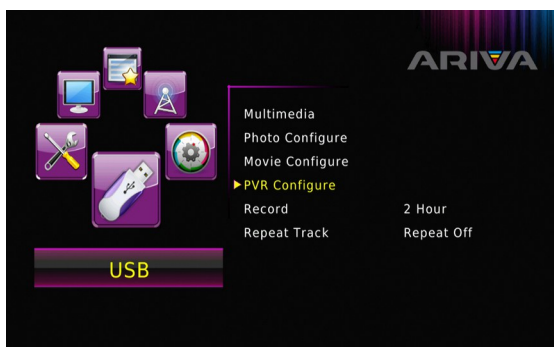 ARIVA
Multimedia
Photo Configure
Movie Configure
PVR Configure
Record 2 Hour
Repeat Track Repeat Off
USB